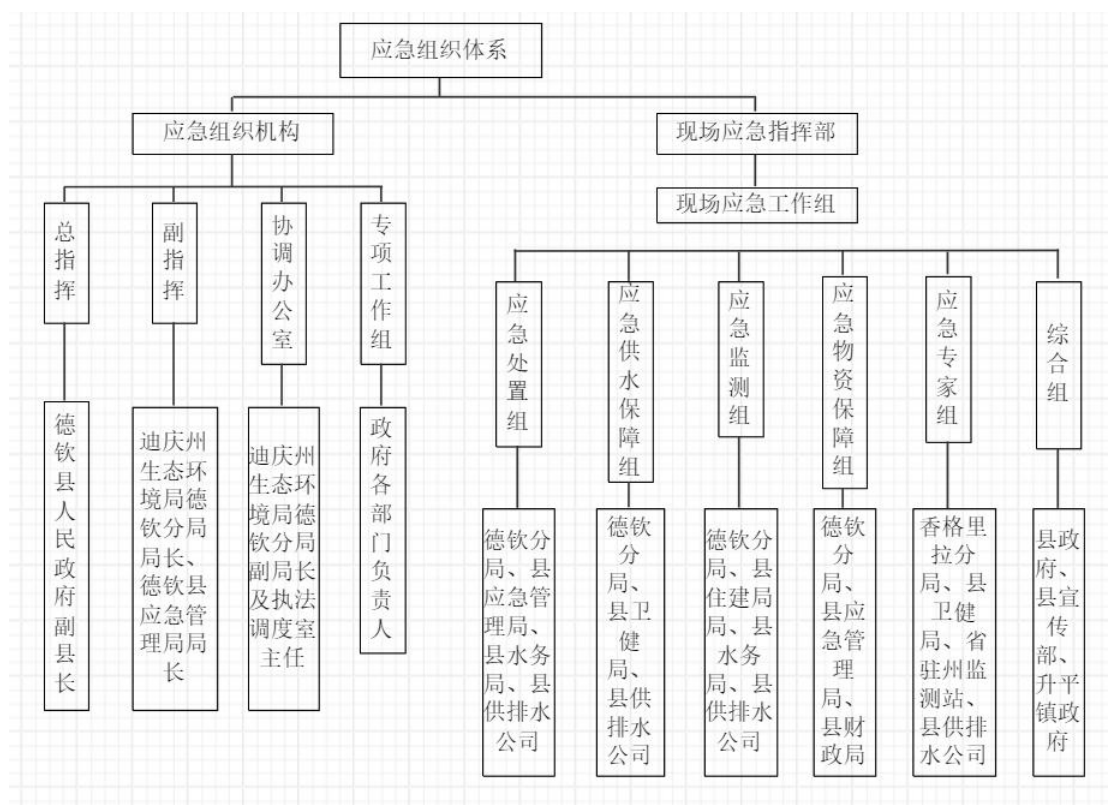 应急组织体系
应急组织机构
现场应急指挥部
现场应急工作组
总指挥
副指挥
协调办公室
专项工作组
应急处置组
应急供水保障组
应急监测组
应急物资保障组
应急专家组
综合组
德钦县人民政府副县长
迪庆州
生态环
境局德
钦分局
局长、
德钦县
应急管
理局局
长
迪庆州
生态环
境局德
钦分局
副局长
及执法
调度室
主任
政府各部门负责人
德钦分
局、县
应急管
理局、
县水务
局、县
供排水
公司
德钦
分
局、
县卫
健
局、
县供
排水
公司
德钦分
局、县
住建局
局、县
水务
局、县
供排水
公司
德钦
分
局、
县应
急管
理
局、
县财
政局
香格里
拉分
局、县
卫健
局、省
驻州监
测站、
县供排
水公司
县政
府、
县宣
传
部、
升平
镇政
府